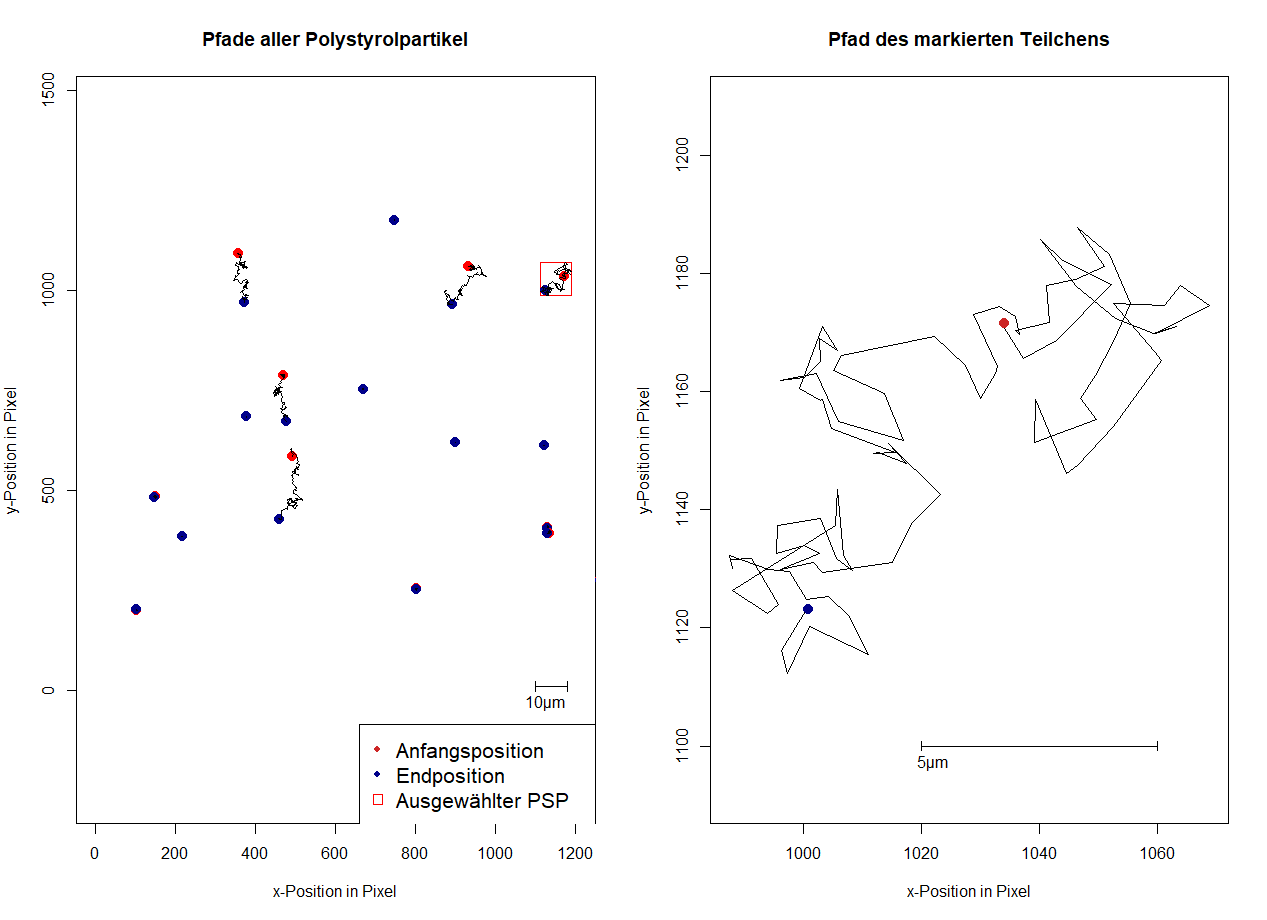 Pfade aller Polystyrolpartikel
y-Position in Pixel
1500
1000
500
0
10µm
Anfangsposition
Endposition
Ausgewählter PSP
0 200 400 600 800 1000 1200
x-Position in Pixel
Pfad des markierten Teilchens
y-Position in Pixel
1200
1180
1160
1140
1120
1100
5µm
1000 1020 1040 1060
x-Position in Pixel